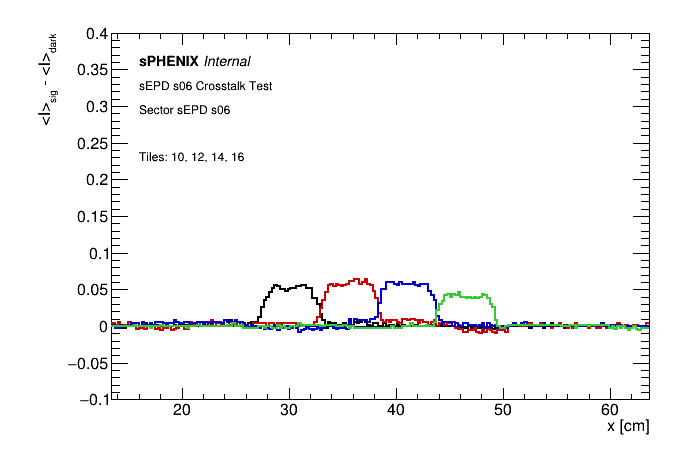 <I>sig - <I>dark
0.4
0.35
0.3
0.25
0.2
0.15
0.1
0.05
0
−0.05
−0.1
sPHENIX Internal
sEPD s06 Crosstalk Test
Sector sEPD s06
Tiles: 10, 12, 14, 16
20 30 40 50 60
x [cm]